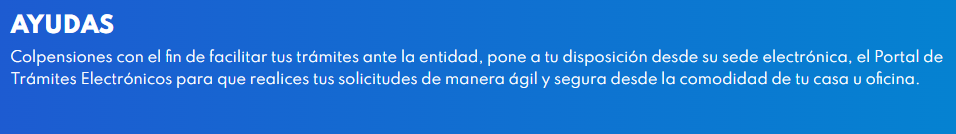 AYUDAS
Colpensiones con el fin de facilitar tus trámites ante la entidad, pone a tu disposición desde su sede electrónica, el Portal de
Trámites Electrónicos para que realices tus solicitudes de manera ágil y segura desde la comodidad de tu casa u oficina.